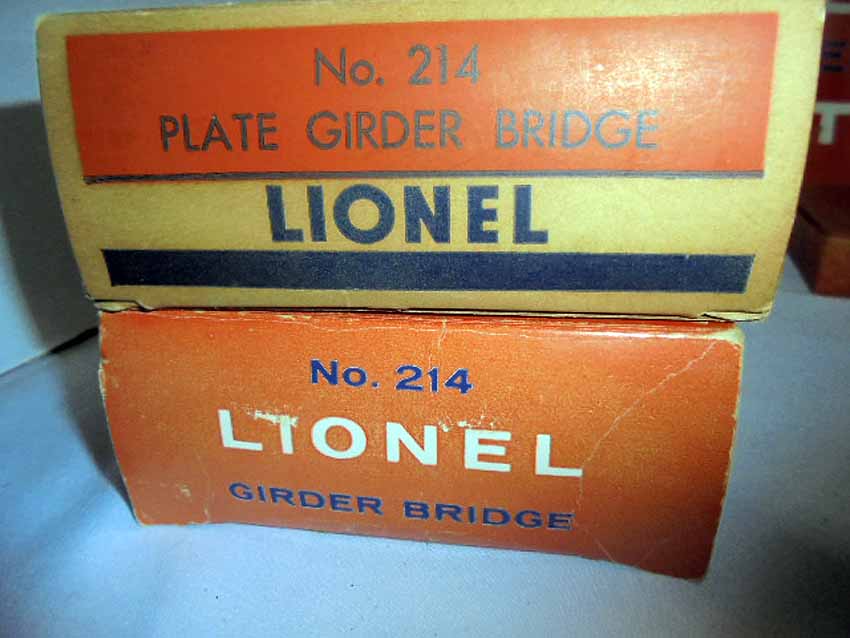 No. 214
PLATE GIRDER BRIDGE
LIONEL
No. 214
LIONEL
GIRDER BRIDGE